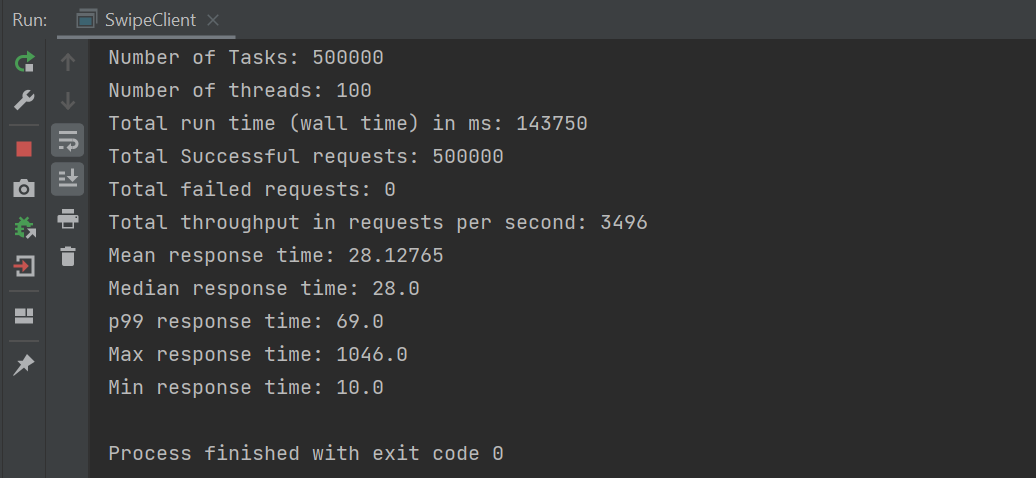 Run: SwipeClient
Number of Tasks: 500000
Number of threads: 100
Total run time (wall time) in ms: 143750
Total Successful requests: 500000
Total failed requests: 0
Total throughput in requests per second: 3496
Mean response time: 28.12765
Median response time: 28.0
p99 response time: 69.0
Max response time: 1046.0
Min response time: 10.0
Process finished with exit code 0